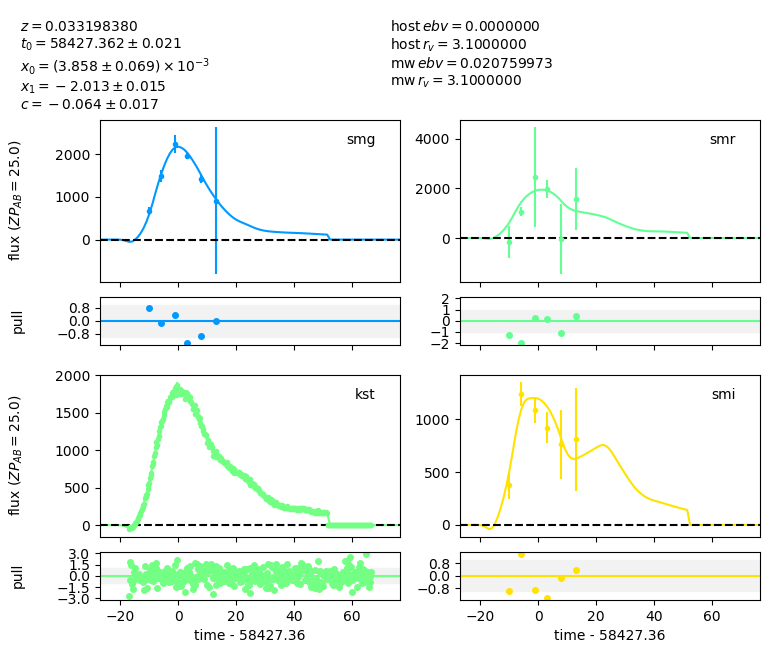 z = 0.033198380
t₀ = 58427.362 ± 0.021
x₀ = (3.858 ± 0.069) × 10⁻³
x₁ = −2.013 ± 0.015
c = −0.064 ± 0.017
host ebv = 0.0000000
host r_v = 3.1000000
mw ebv = 0.020759973
mw r_v = 3.1000000
flux (ZP_AB = 25.0)
2000
1000
0
smg
4000
2000
0
smr
pull
0.8
0.0
−0.8
2
1
0
−1
−2
flux (ZP_AB = 25.0)
2000
1500
1000
500
0
kst
1000
500
0
smi
pull
3.0
1.5
0.0
−1.5
−3.0
0.8
0.0
−0.8
−20 0 20 40 60
−20 0 20 40 60
time - 58427.36
time - 58427.36